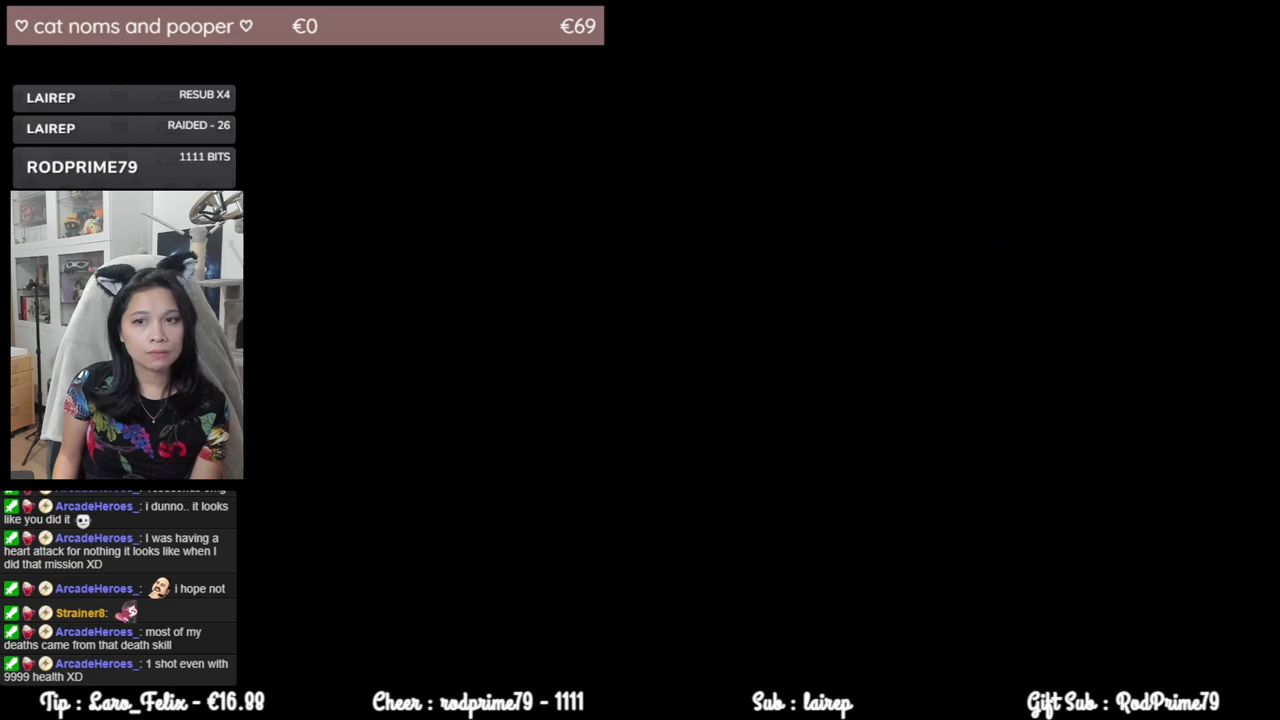 ♡ cat noms and pooper ♡ €0 €69
LAIREP RESUB X4
LAIREP RAIDED - 26
RODPRIME79 1111 BITS
ArcadeHeroes_: i dunno.. it looks
like you did it
ArcadeHeroes_: I was having a
heart attack for nothing it looks like when I
did that mission XD
ArcadeHeroes_: i hope not
Strainer8:
ArcadeHeroes_: most of my
deaths came from that death skill
ArcadeHeroes_: 1 shot even with
9999 health XD
Tip : Laro_Felix - €16.88 Cheer : rodprime79 - 1111 Sub : lairep Gift Sub : RodPrime79